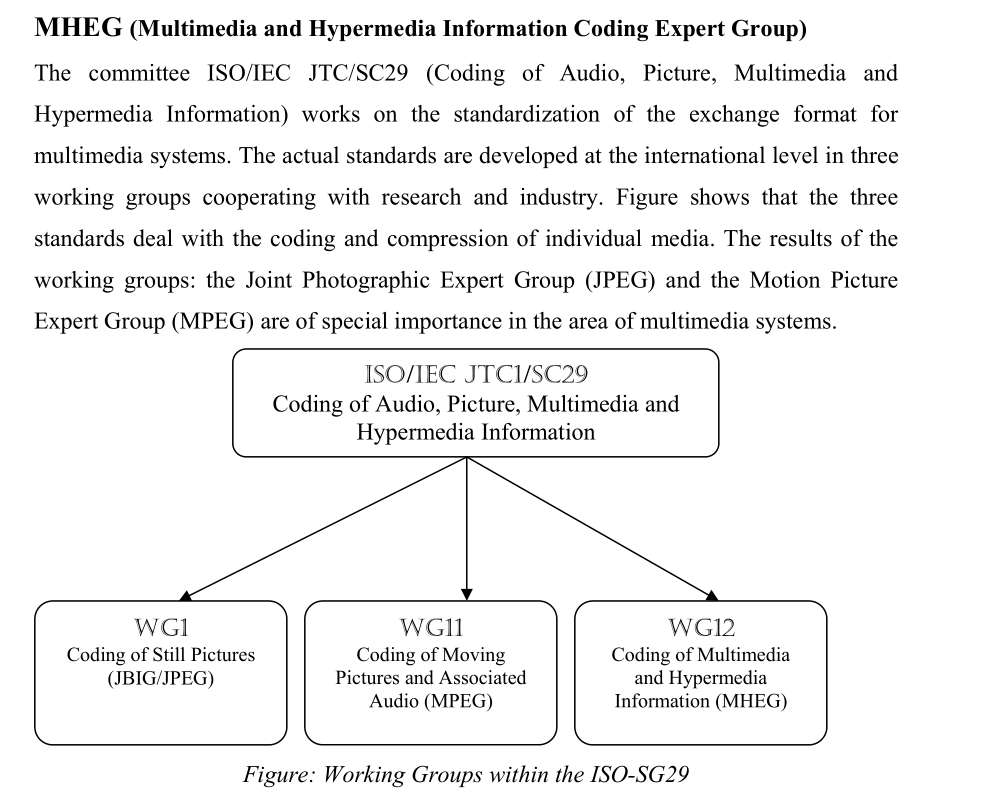 MHEG (Multimedia and Hypermedia Information Coding Expert Group)
The committee ISO/IEC JTC/SC29 (Coding of Audio, Picture, Multimedia and
Hypermedia Information) works on the standardization of the exchange format for
multimedia systems. The actual standards are developed at the international level in three
working groups cooperating with research and industry. Figure shows that the three
standards deal with the coding and compression of individual media. The results of the
working groups: the Joint Photographic Expert Group (JPEG) and the Motion Picture
Expert Group (MPEG) are of special importance in the area of multimedia systems.
ISO/IEC JTC1/SC29
Coding of Audio, Picture, Multimedia and
Hypermedia Information
WG1
Coding of Still Pictures
(JBIG/JPEG)
WG11
Coding of Moving
Pictures and Associated
Audio (MPEG)
WG12
Coding of Multimedia
and Hypermedia
Information (MHEG)
Figure: Working Groups within the ISO-SG29